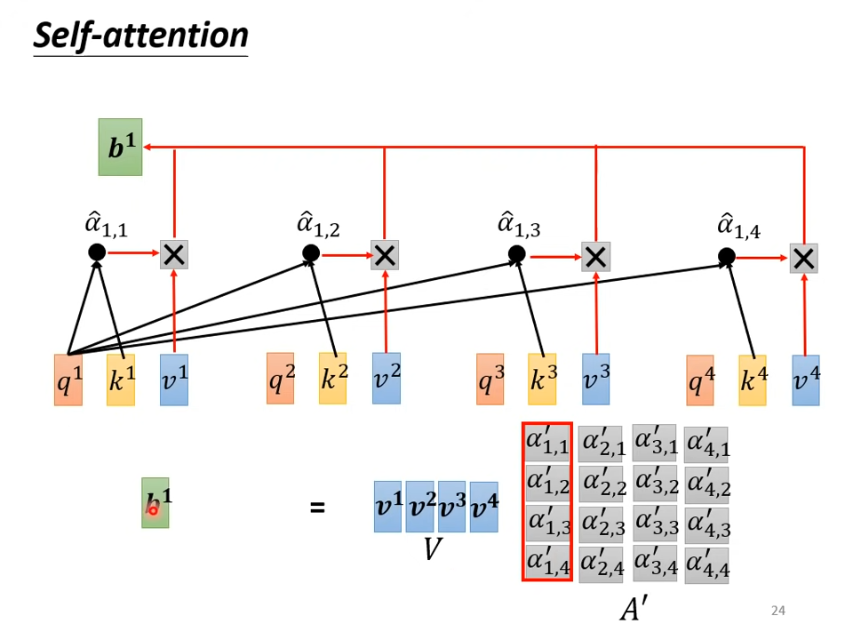 Self-attention
b¹
α̂₁,₁ α̂₁,₂ α̂₁,₃ α̂₁,₄
q¹ k¹ v¹ q² k² v² q³ k³ v³ q⁴ k⁴ v⁴
α′₁,₁ α′₂,₁ α′₃,₁ α′₄,₁
α′₁,₂ α′₂,₂ α′₃,₂ α′₄,₂
b¹ = v¹ v² v³ v⁴
α′₁,₃ α′₂,₃ α′₃,₃ α′₄,₃
V
α′₁,₄ α′₂,₄ α′₃,₄ α′₄,₄
A′
24